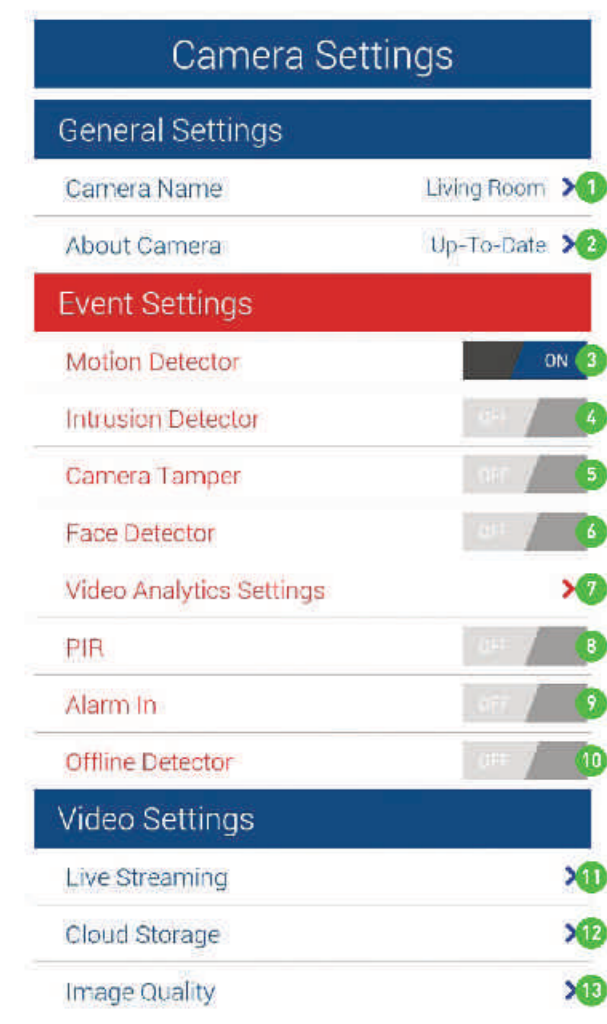 Camera Settings
General Settings
Camera Name Living Room 1
About Camera Up-To-Date 2
Event Settings
Motion Detector ON 3
Intrusion Detector OFF 4
Camera Tamper OFF 5
Face Detector OFF 6
Video Analytics Settings 7
PIR OFF 8
Alarm In OFF 9
Offline Detector OFF 10
Video Settings
Live Streaming 11
Cloud Storage 12
Image Quality 13